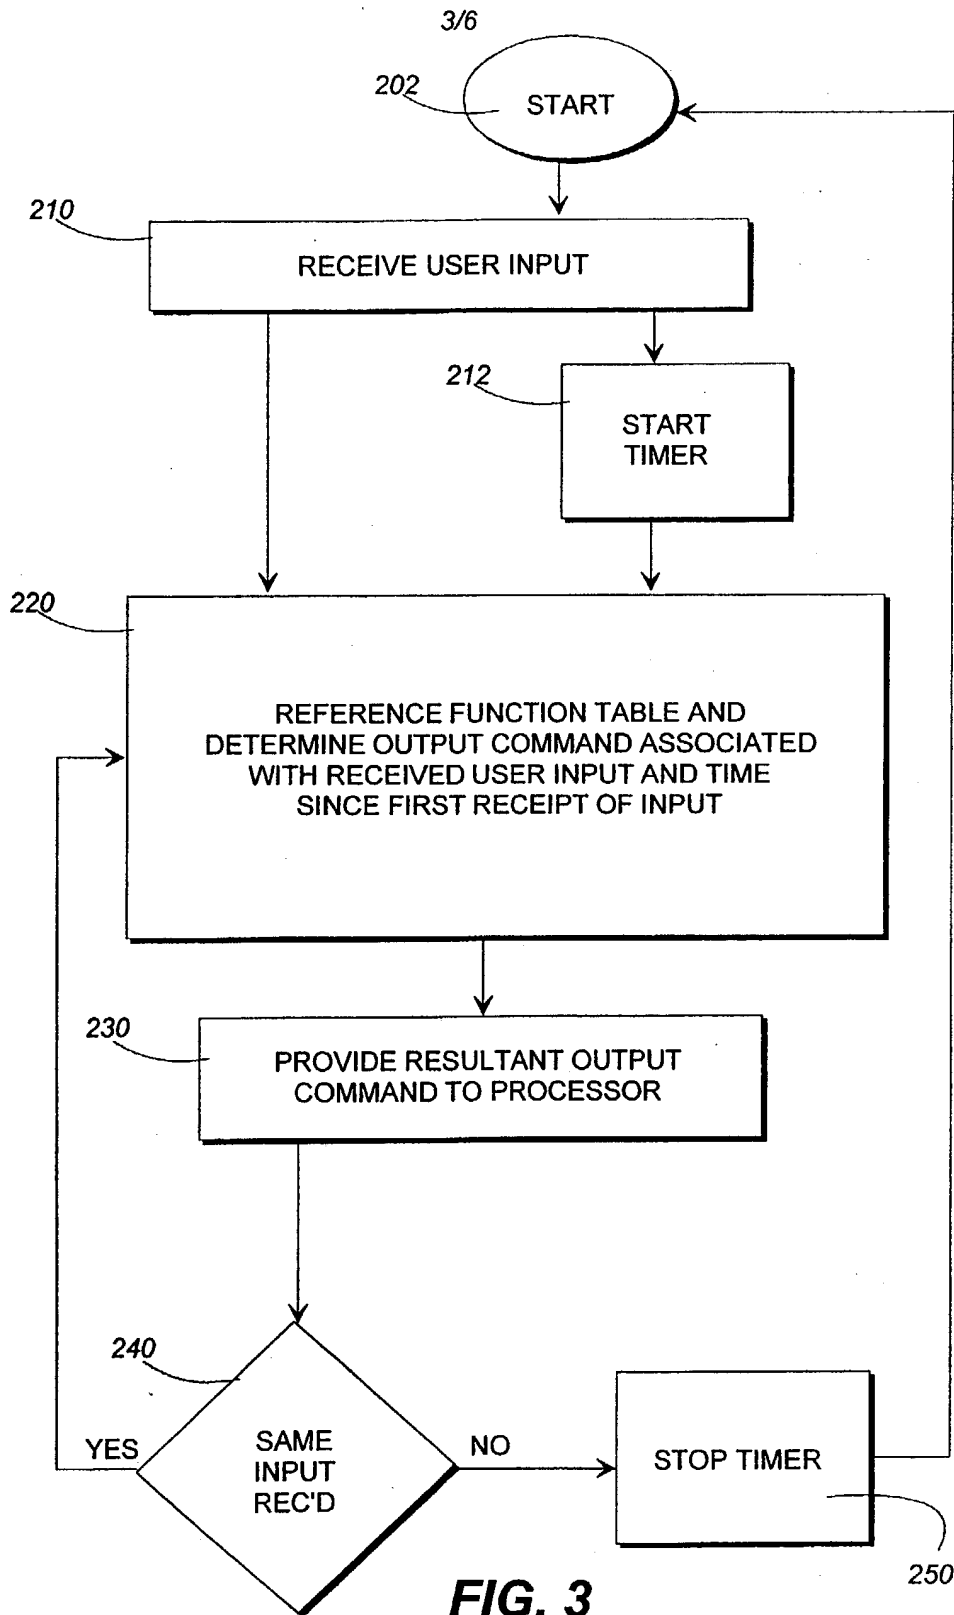 3/6
202
START
210
RECEIVE USER INPUT
212
START
TIMER
220
REFERENCE FUNCTION TABLE AND
DETERMINE OUTPUT COMMAND ASSOCIATED
WITH RECEIVED USER INPUT AND TIME
SINCE FIRST RECEIPT OF INPUT
230
PROVIDE RESULTANT OUTPUT
COMMAND TO PROCESSOR
240
YES
SAME
INPUT
REC'D
NO
STOP TIMER
250
FIG. 3